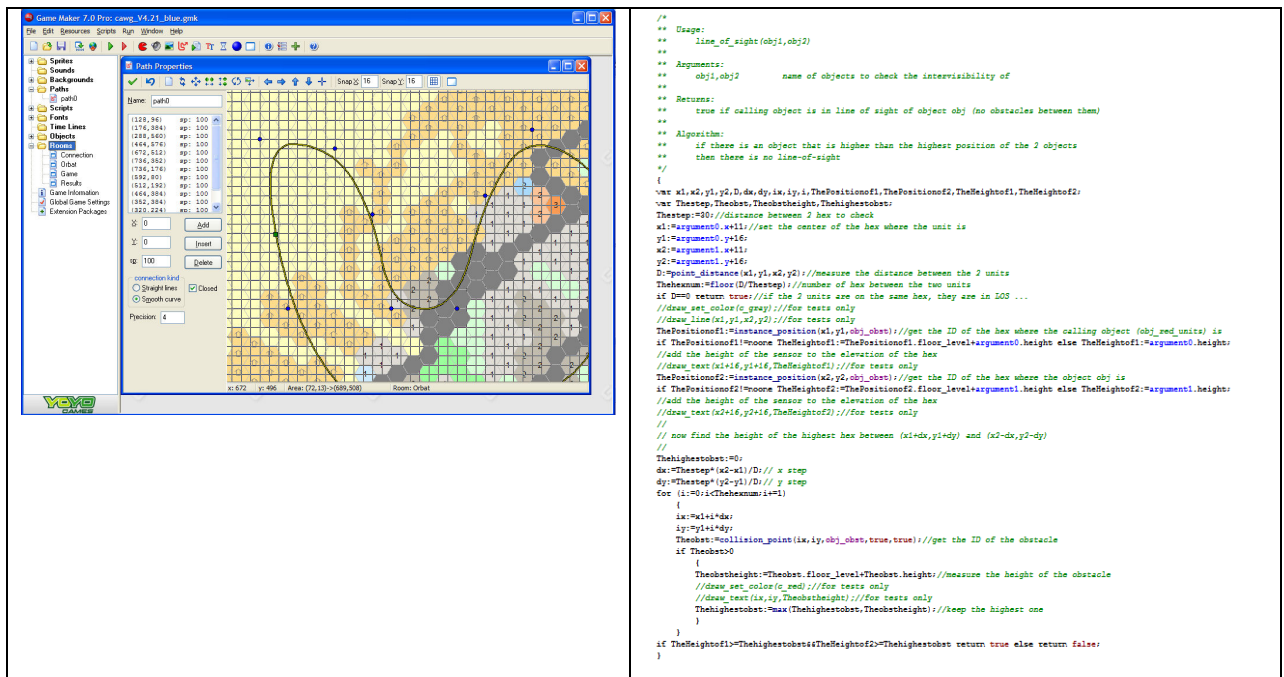 Game Maker 7.0 Pro: cawg_V4.21_blue.gmk
File Edit Resources Scripts Run Window Help
Sprites
Sounds
Backgrounds
Paths
path0
Scripts
Fonts
Time Lines
Objects
Rooms
Connection
Orbat
Game
Results
Game Information
Global Game Settings
Extension Packages
YOYO
GAMES
Path Properties
Snap X: 16 Snap Y: 16
Name: path0
(128,96) sp: 100
(176,384) sp: 100
(288,560) sp: 100
(464,576) sp: 100
(672,512) sp: 100
(736,352) sp: 100
(736,176) sp: 100
(592,80) sp: 100
(512,192) sp: 100
(464,384) sp: 100
(352,384) sp: 100
(320,224) sp: 100
X: 0 Add
Y: 0 Insert
sp: 100 Delete
connection kind
Straight lines
Smooth curve
Closed
Precision: 4
x: 672 y: 496 Area: (72,13)->(689,508) Room: Orbat
/*
** Usage:
** line_of_sight(obj1,obj2)
**
** Arguments:
** obj1,obj2 name of objects to check the intervisibility of
**
** Returns:
** true if calling object is in line of sight of object obj (no obstacles between them)
**
** Algorithm:
** if there is an object that is higher than the highest position of the 2 objects
** then there is no line-of-sight
*/
{
var x1,x2,y1,y2,D,dx,dy,ix,iy,i,ThePositionof1,ThePositionof2,TheHeightof1,TheHeightof2;
var Thestep,Theobst,Theobstheight,Thehighestobst;
Thestep:=30;//distance between 2 hex to check
x1:=argument0.x+11;//set the center of the hex where the unit is
y1:=argument0.y+16;
x2:=argument1.x+11;
y2:=argument1.y+16;
D:=point_distance(x1,y1,x2,y2);//measure the distance between the 2 units
Thehexnum:=floor(D/Thestep);//number of hex between the two units
if D==0 return true;//if the 2 units are on the same hex, they are in LOS ...
//draw_set_color(c_gray);//for tests only
//draw_line(x1,y1,x2,y2);//for tests only
ThePositionof1:=instance_position(x1,y1,obj_obst);//get the ID of the hex where the calling object (obj_red_units) is
if ThePositionof1!=noone TheHeightof1:=ThePositionof1.floor_level+argument0.height else TheHeightof1:=argument0.height;
//add the height of the sensor to the elevation of the hex
//draw_text(x1+16,y1+16,TheHeightof1);//for tests only
ThePositionof2:=instance_position(x2,y2,obj_obst);//get the ID of the hex where the object obj is
if ThePositionof2!=noone TheHeightof2:=ThePositionof2.floor_level+argument1.height else TheHeightof2:=argument1.height;
//add the height of the sensor to the elevation of the hex
//draw_text(x2+16,y2+16,TheHeightof2);//for tests only
//
// now find the height of the highest hex between (x1+dx,y1+dy) and (x2-dx,y2-dy)
//
Thehighestobst:=0;
dx:=Thestep*(x2-x1)/D;// x step
dy:=Thestep*(y2-y1)/D;// y step
for (i:=0;i<Thehexnum;i+=1)
{
ix:=x1+i*dx;
iy:=y1+i*dy;
Theobst:=collision_point(ix,iy,obj_obst,true,true);//get the ID of the obstacle
if Theobst>0
{
Theobstheight:=Theobst.floor_level+Theobst.height;//measure the height of the obstacle
//draw_set_color(c_red);//for tests only
//draw_text(ix,iy,Theobstheight);//for tests only
Thehighestobst:=max(Thehighestobst,Theobstheight);//keep the highest one
}
}
if TheHeightof1>=Thehighestobst&&TheHeightof2>=Thehighestobst return true else return false;
}